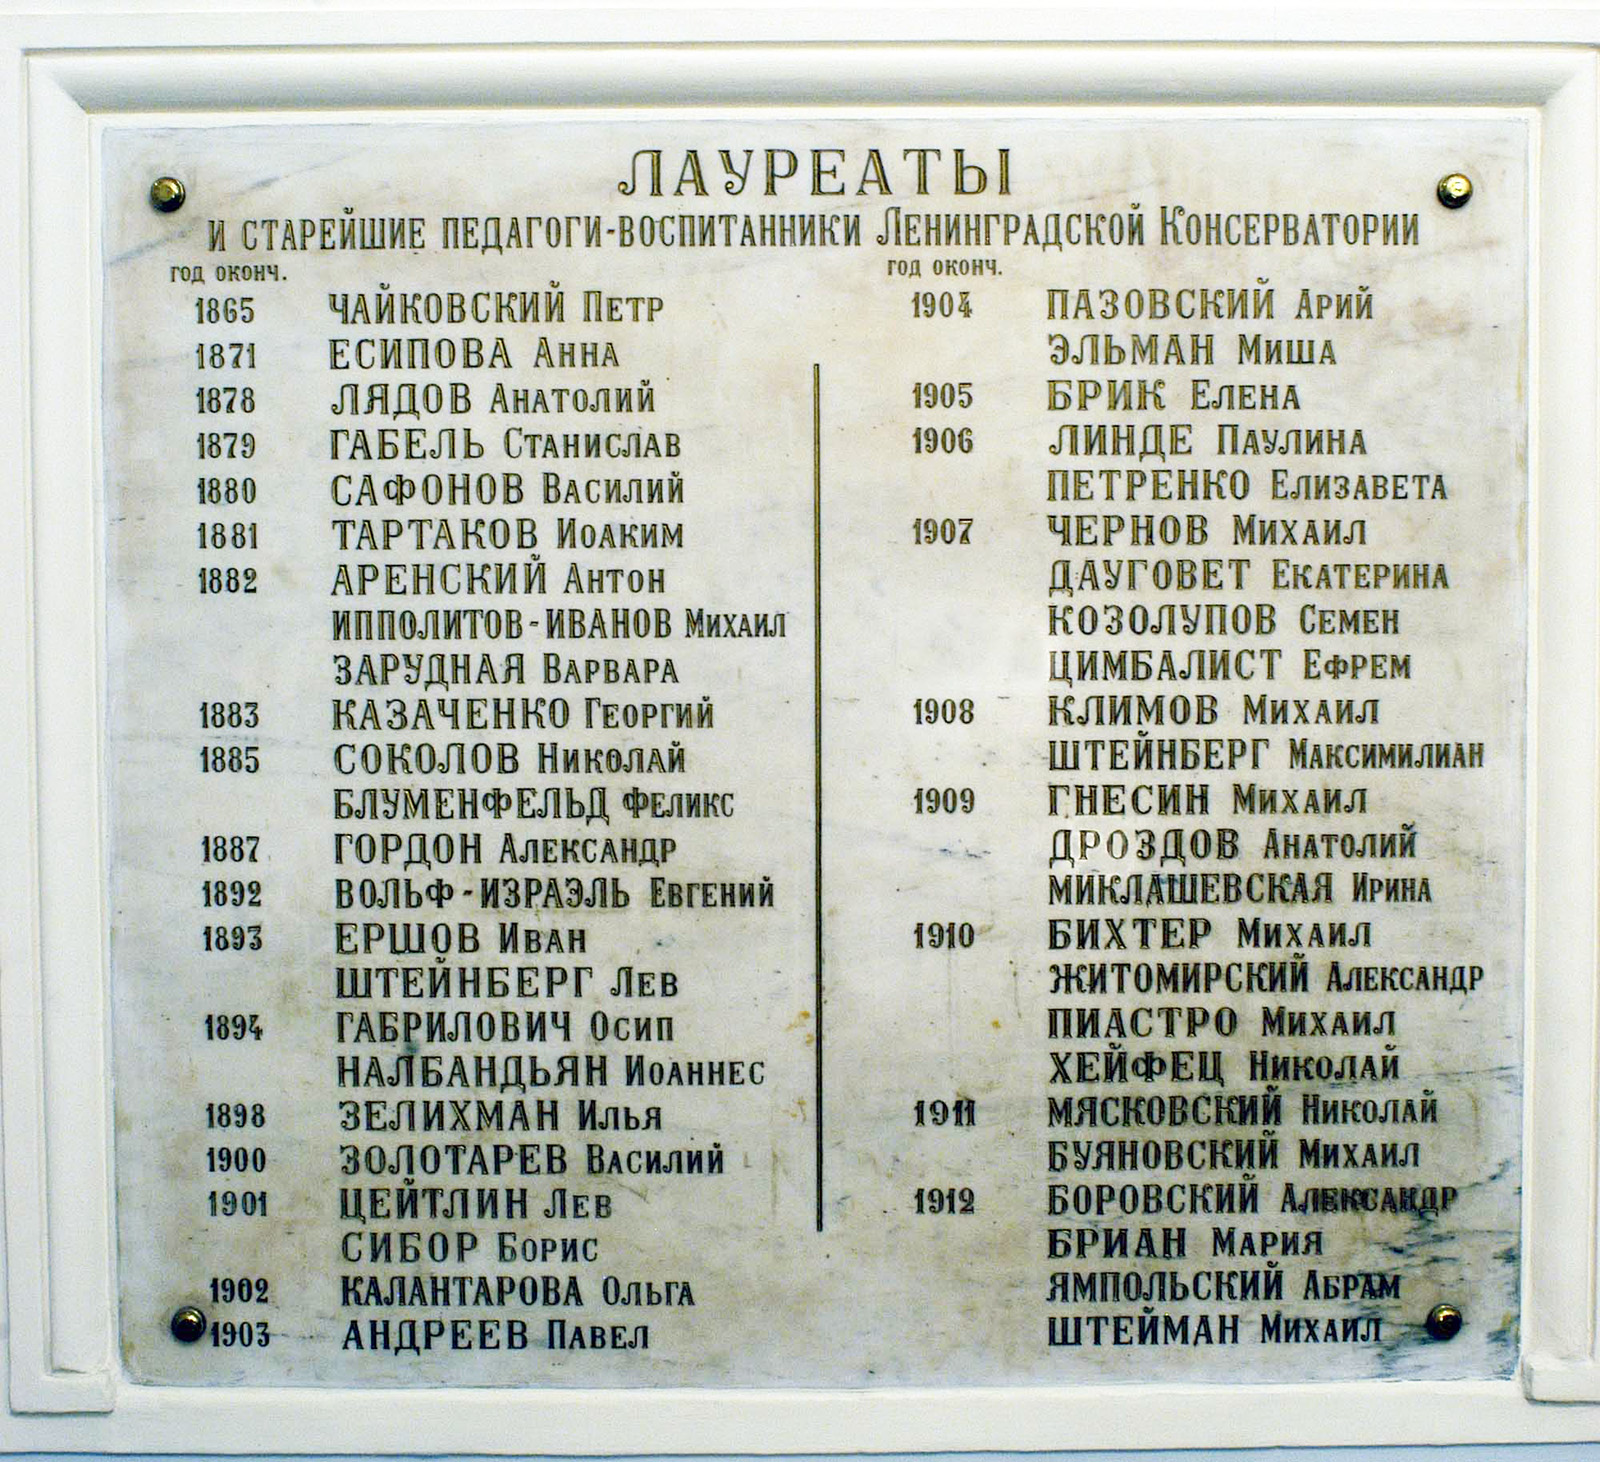 ЛАУРЕАТЫ
И СТАРЕЙШИЕ ПЕДАГОГИ-ВОСПИТАННИКИ ЛЕНИНГРАДСКОЙ КОНСЕРВАТОРИИ
ГОД ОКОНЧ.
1865 ЧАЙКОВСКИЙ ПЕТР
1871 ЕСИПОВА АННА
1878 ЛЯДОВ АНАТОЛИЙ
1879 ГАБЕЛЬ СТАНИСЛАВ
1880 САФОНОВ ВАСИЛИЙ
1881 ТАРТАКОВ ИОАКИМ
1882 АРЕНСКИЙ АНТОН
ИППОЛИТОВ-ИВАНОВ МИХАИЛ
ЗАРУДНАЯ ВАРВАРА
1883 КАЗАЧЕНКО ГЕОРГИЙ
1885 СОКОЛОВ НИКОЛАЙ
БЛУМЕНФЕЛЬД ФЕЛИКС
1887 ГОРДОН АЛЕКСАНДР
1892 ВОЛЬФ-ИЗРАЭЛЬ ЕВГЕНИЙ
1893 ЕРШОВ ИВАН
ШТЕЙНБЕРГ ЛЕВ
1894 ГАБРИЛОВИЧ ОСИП
НАЛБАНДЬЯН ИОАННЕС
1898 ЗЕЛИХМАН ИЛЬЯ
1900 ЗОЛОТАРЕВ ВАСИЛИЙ
1901 ЦЕЙТЛИН ЛЕВ
СИБОР БОРИС
1902 КАЛАНТАРОВА ОЛЬГА
1903 АНДРЕЕВ ПАВЕЛ
ГОД ОКОНЧ.
1904 ПАЗОВСКИЙ АРИЙ
ЭЛЬМАН МИША
1905 БРИК ЕЛЕНА
1906 ЛИНДЕ ПАУЛИНА
ПЕТРЕНКО ЕЛИЗАВЕТА
1907 ЧЕРНОВ МИХАИЛ
ДАУГОВЕТ ЕКАТЕРИНА
КОЗОЛУПОВ СЕМЕН
ЦИМБАЛИСТ ЕФРЕМ
1908 КЛИМОВ МИХАИЛ
ШТЕЙНБЕРГ МАКСИМИЛИАН
1909 ГНЕСИН МИХАИЛ
ДРОЗДОВ АНАТОЛИЙ
МИКЛАШЕВСКАЯ ИРИНА
1910 БИХТЕР МИХАИЛ
ЖИТОМИРСКИЙ АЛЕКСАНДР
ПИАСТРО МИХАИЛ
ХЕЙФЕЦ НИКОЛАЙ
1911 МЯСКОВСКИЙ НИКОЛАЙ
БУЯНОВСКИЙ МИХАИЛ
1912 БОРОВСКИЙ АЛЕКСАНДР
БРИАН МАРИЯ
ЯМПОЛЬСКИЙ АБРАМ
ШТЕЙМАН МИХАИЛ